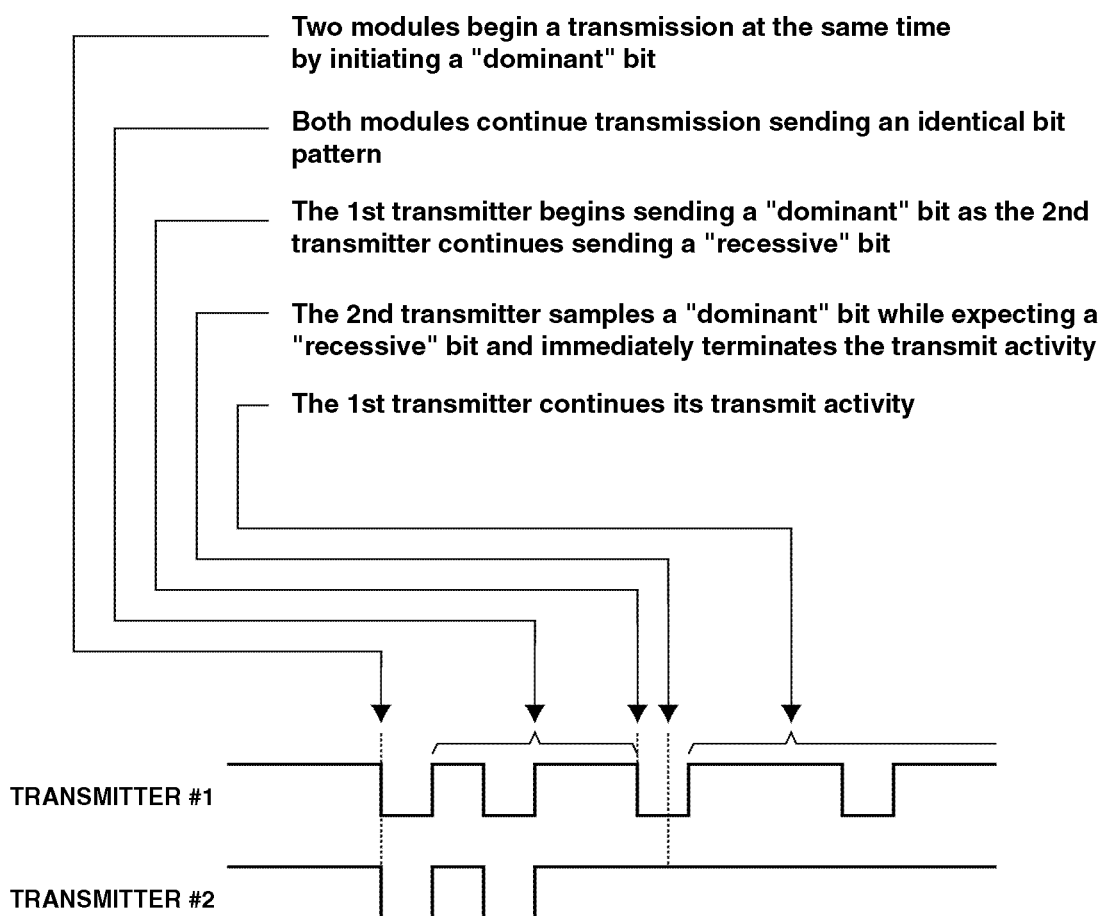 Two modules begin a transmission at the same time
by initiating a "dominant" bit
Both modules continue transmission sending an identical bit
pattern
The 1st transmitter begins sending a "dominant" bit as the 2nd
transmitter continues sending a "recessive" bit
The 2nd transmitter samples a "dominant" bit while expecting a
"recessive" bit and immediately terminates the transmit activity
The 1st transmitter continues its transmit activity
TRANSMITTER #1
TRANSMITTER #2